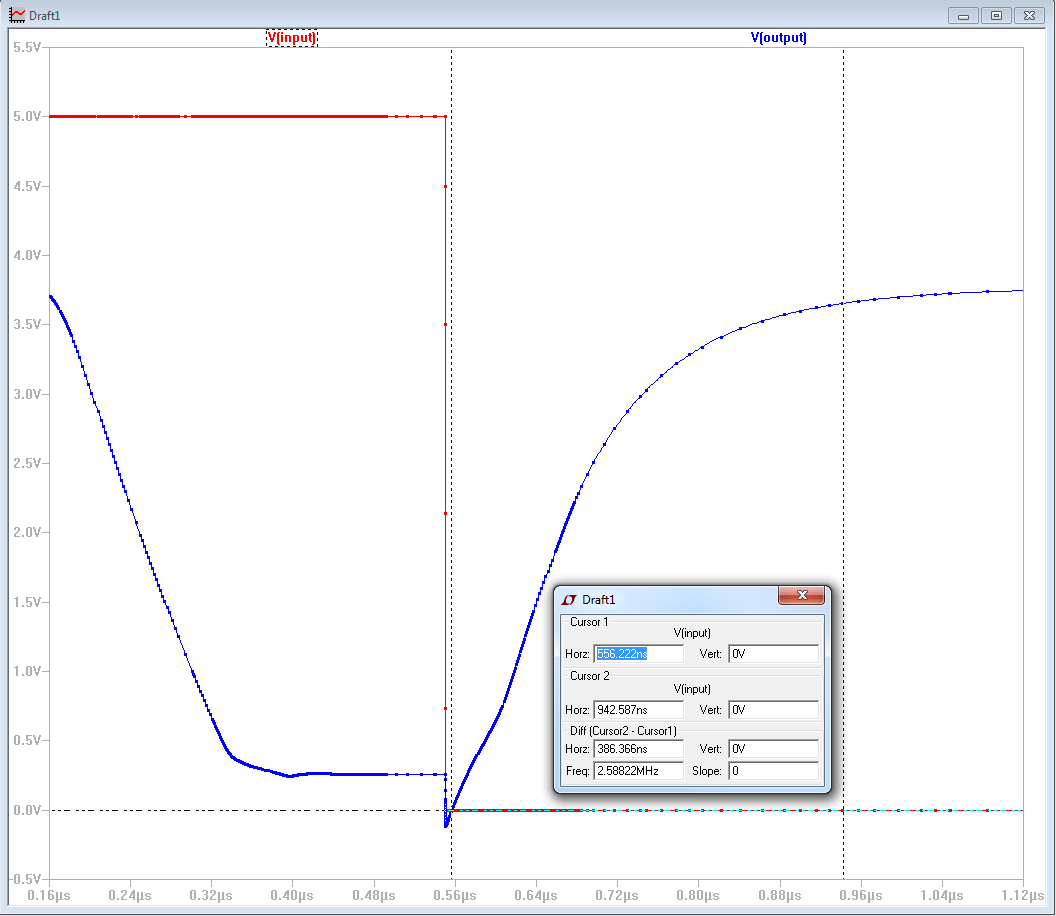 Draft1
V(input) V(output)
5.5V
5.0V
4.5V
4.0V
3.5V
3.0V
2.5V
2.0V
1.5V
1.0V
0.5V
0.0V
-0.5V
0.16µs 0.24µs 0.32µs 0.40µs 0.48µs 0.56µs 0.64µs 0.72µs 0.80µs 0.88µs 0.96µs 1.04µs 1.12µs
Draft1
Cursor 1
V(input)
Horz: 556.222ns Vert: 0V
Cursor 2
V(input)
Horz: 942.587ns Vert: 0V
Diff (Cursor2 - Cursor1)
Horz: 386.366ns Vert: 0V
Freq: 2.58822MHz Slope: 0